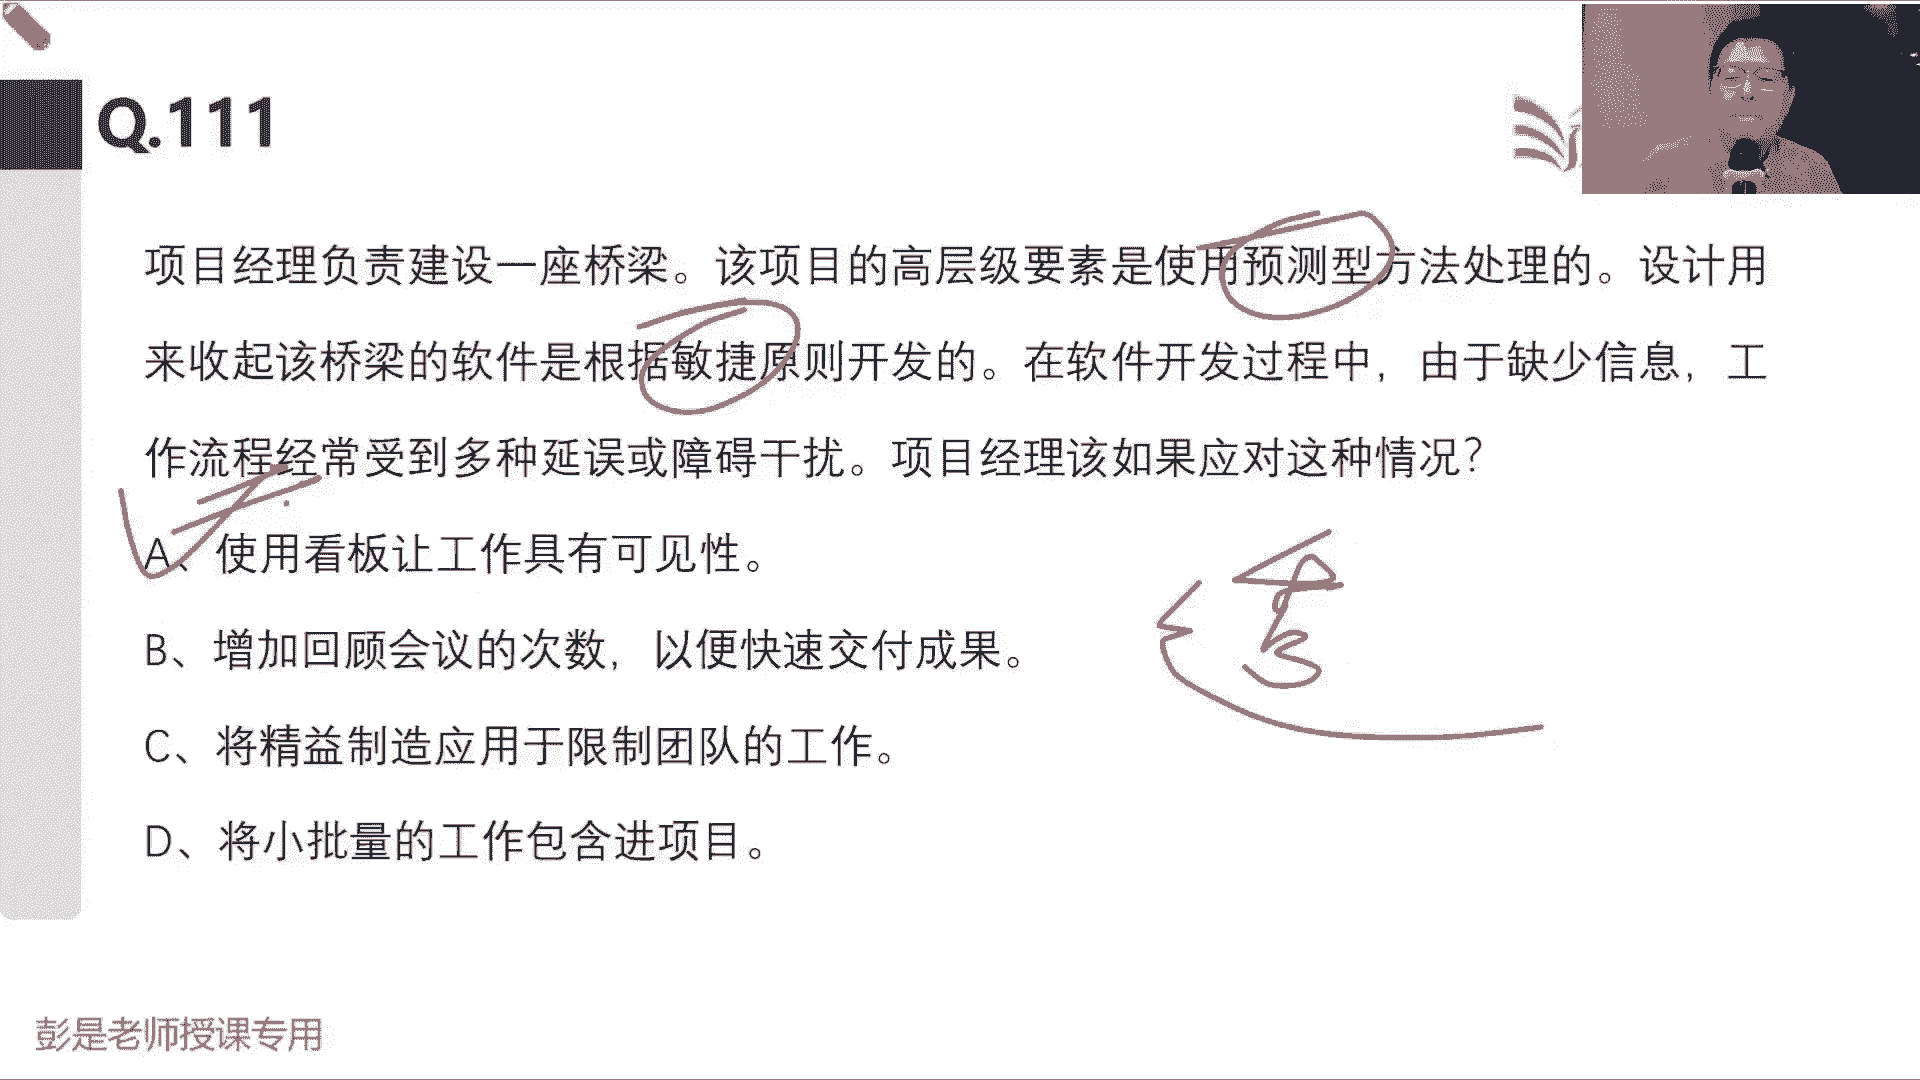 Q.111
项目经理负责建设一座桥梁。该项目的高层级要素是使用预测型方法处理的。设计用
来收起该桥梁的软件是根据敏捷原则开发的。在软件开发过程中，由于缺少信息，工
作流程经常受到多种延误或障碍干扰。项目经理该如果应对这种情况？
A、使用看板让工作具有可见性。
B、增加回顾会议的次数，以便快速交付成果。
C、将精益制造应用于限制团队的工作。
D、将小批量的工作包含进项目。
彭是老师授课专用